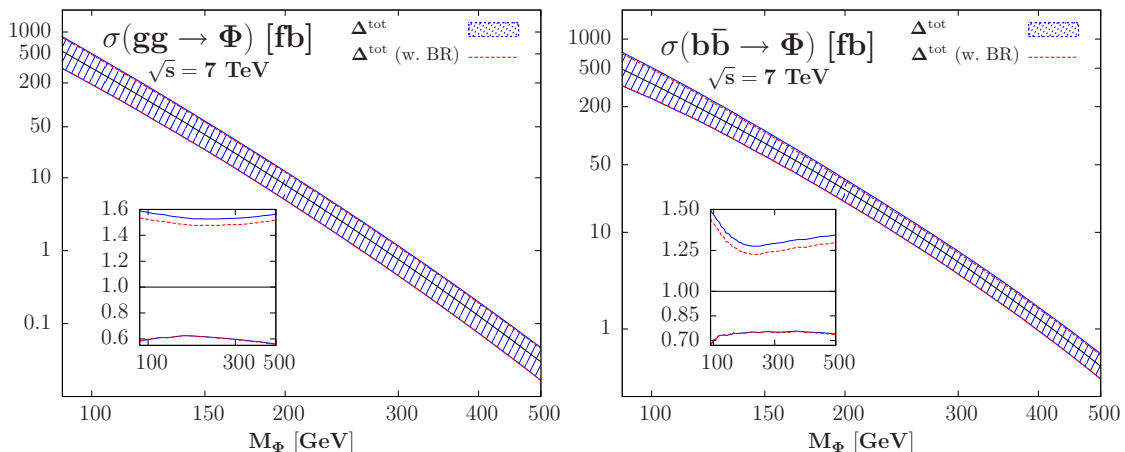 σ(gg → Φ) [fb]
√s = 7 TeV
Δ^tot
Δ^tot (w. BR)
1000
500
200
50
10
1
0.1
1.6
1.4
1.2
1.0
0.8
0.6
100 300 500
100 150 200 300 400 500
M_Φ [GeV]
σ(bb̄ → Φ) [fb]
√s = 7 TeV
Δ^tot
Δ^tot (w. BR)
1000
500
200
50
10
1
1.50
1.25
1.00
0.85
0.70
100 300 500
100 150 200 300 400 500
M_Φ [GeV]